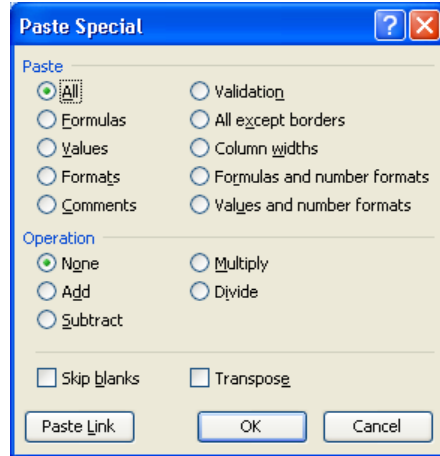 Paste Special
Paste
All Validation
Formulas All except borders
Values Column widths
Formats Formulas and number formats
Comments Values and number formats
Operation
None Multiply
Add Divide
Subtract
Skip blanks Transpose
Paste Link OK Cancel